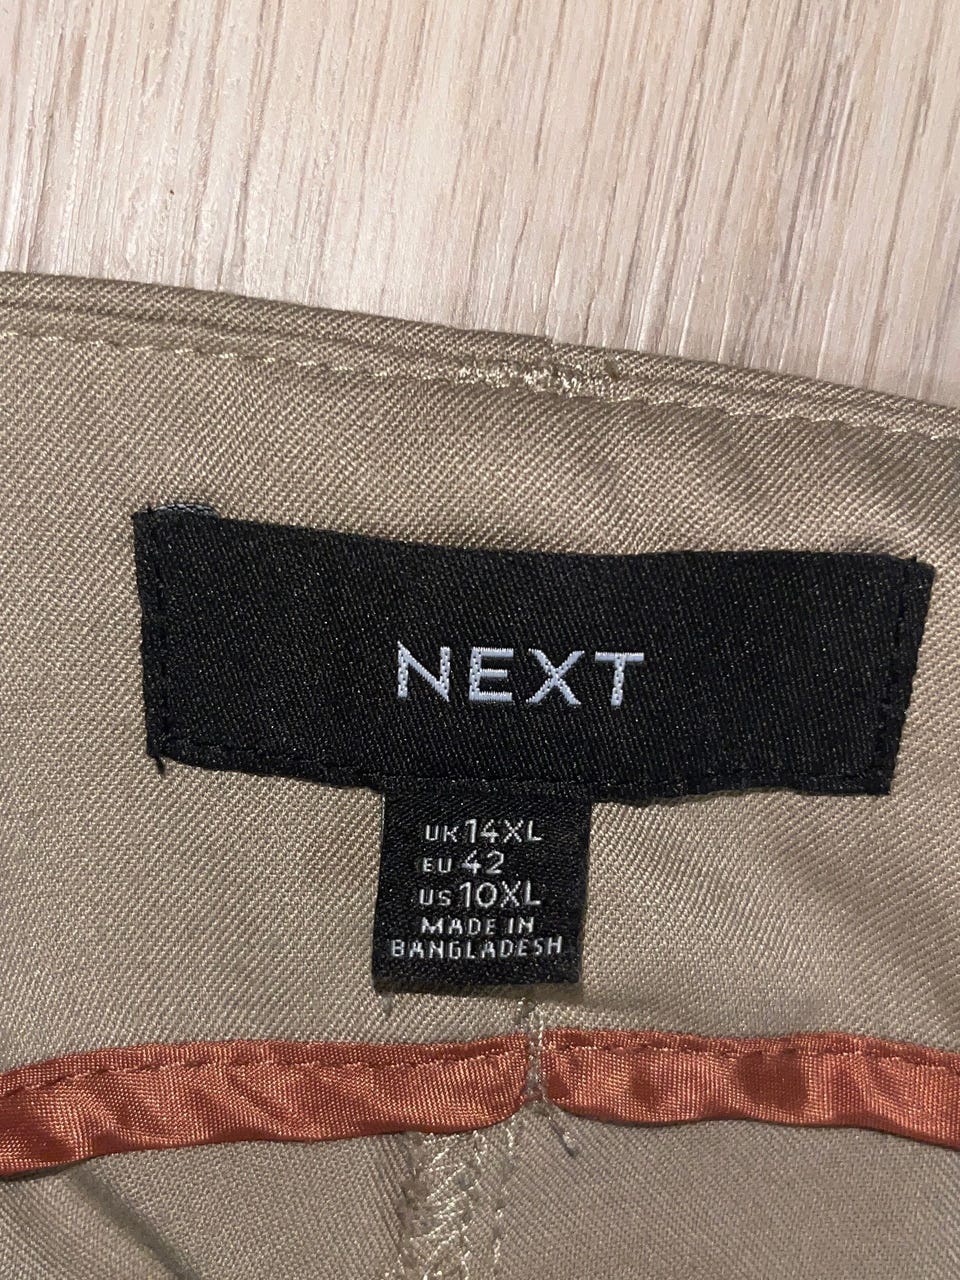 NEXT
UK 14XL
EU 42
US 10XL
MADE IN
BANGLADESH